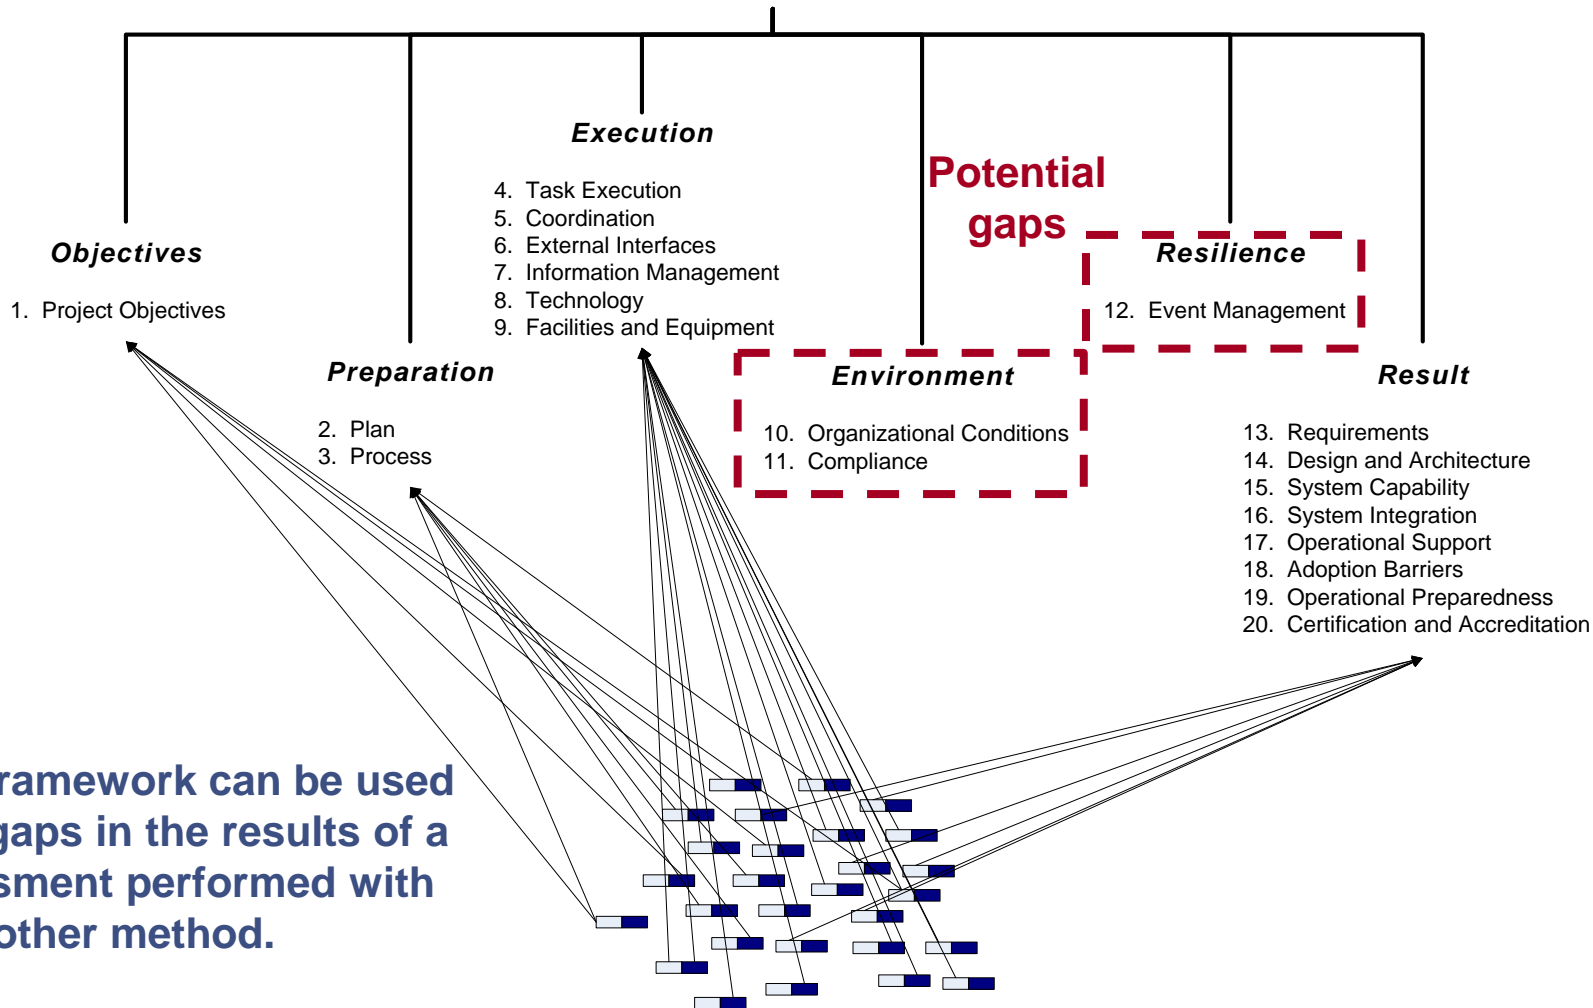 Execution
4. Task Execution
5. Coordination
6. External Interfaces
7. Information Management
8. Technology
9. Facilities and Equipment
Potential
gaps
Objectives
1. Project Objectives
Resilience
12. Event Management
Preparation
2. Plan
3. Process
Environment
10. Organizational Conditions
11. Compliance
Result
13. Requirements
14. Design and Architecture
15. System Capability
16. System Integration
17. Operational Support
18. Adoption Barriers
19. Operational Preparedness
20. Certification and Accreditation
ramework can be used
gaps in the results of a
sment performed with
other method.